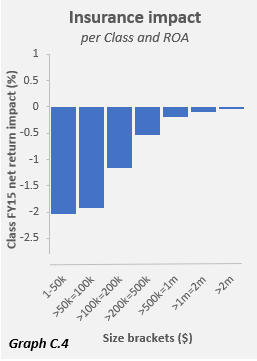 Insurance impact
per Class and ROA
Class FY15 net return impact (%)
1
0.5
0
-0.5
-1
-1.5
-2
-2.5
1-50k
>50k=100k
>100k=200k
>200k=500k
>500k=1m
>1m=2m
>2m
Size brackets ($)
Graph C.4